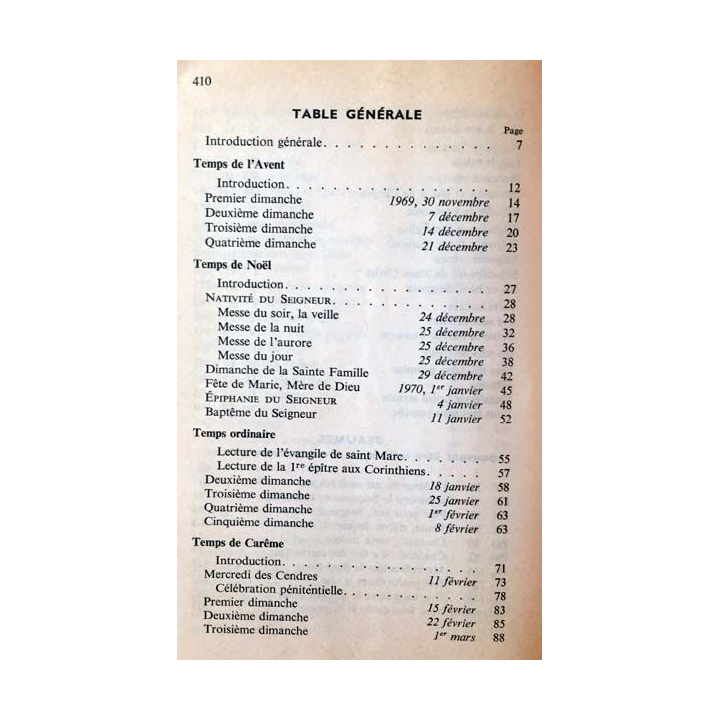 410
TABLE GÉNÉRALE
Page
Introduction générale. . . . . . . . . . . . . . 7
Temps de l'Avent
Introduction. . . . . . . . . . . . . . . . . 12
Premier dimanche 1969, 30 novembre 14
Deuxième dimanche 7 décembre 17
Troisième dimanche 14 décembre 20
Quatrième dimanche 21 décembre 23
Temps de Noël
Introduction. . . . . . . . . . . . . . . . . 27
NATIVITÉ DU SEIGNEUR. . . . . . . . . . . . . 28
Messe du soir, la veille 24 décembre 28
Messe de la nuit 25 décembre 32
Messe de l'aurore 25 décembre 36
Messe du jour 25 décembre 38
Dimanche de la Sainte Famille 29 décembre 42
Fête de Marie, Mère de Dieu 1970, 1er janvier 45
ÉPIPHANIE DU SEIGNEUR 4 janvier 48
Baptême du Seigneur 11 janvier 52
Temps ordinaire
Lecture de l'évangile de saint Marc. . . . . . . 55
Lecture de la 1re épître aux Corinthiens. . . . . 57
Deuxième dimanche 18 janvier 58
Troisième dimanche 25 janvier 61
Quatrième dimanche 1er février 63
Cinquième dimanche 8 février 63
Temps de Carême
Introduction. . . . . . . . . . . . . . . . 71
Mercredi des Cendres 11 février 73
Célébration pénitentielle. . . . . . . . . . . 78
Premier dimanche 15 février 83
Deuxième dimanche 22 février 85
Troisième dimanche 1er mars 88